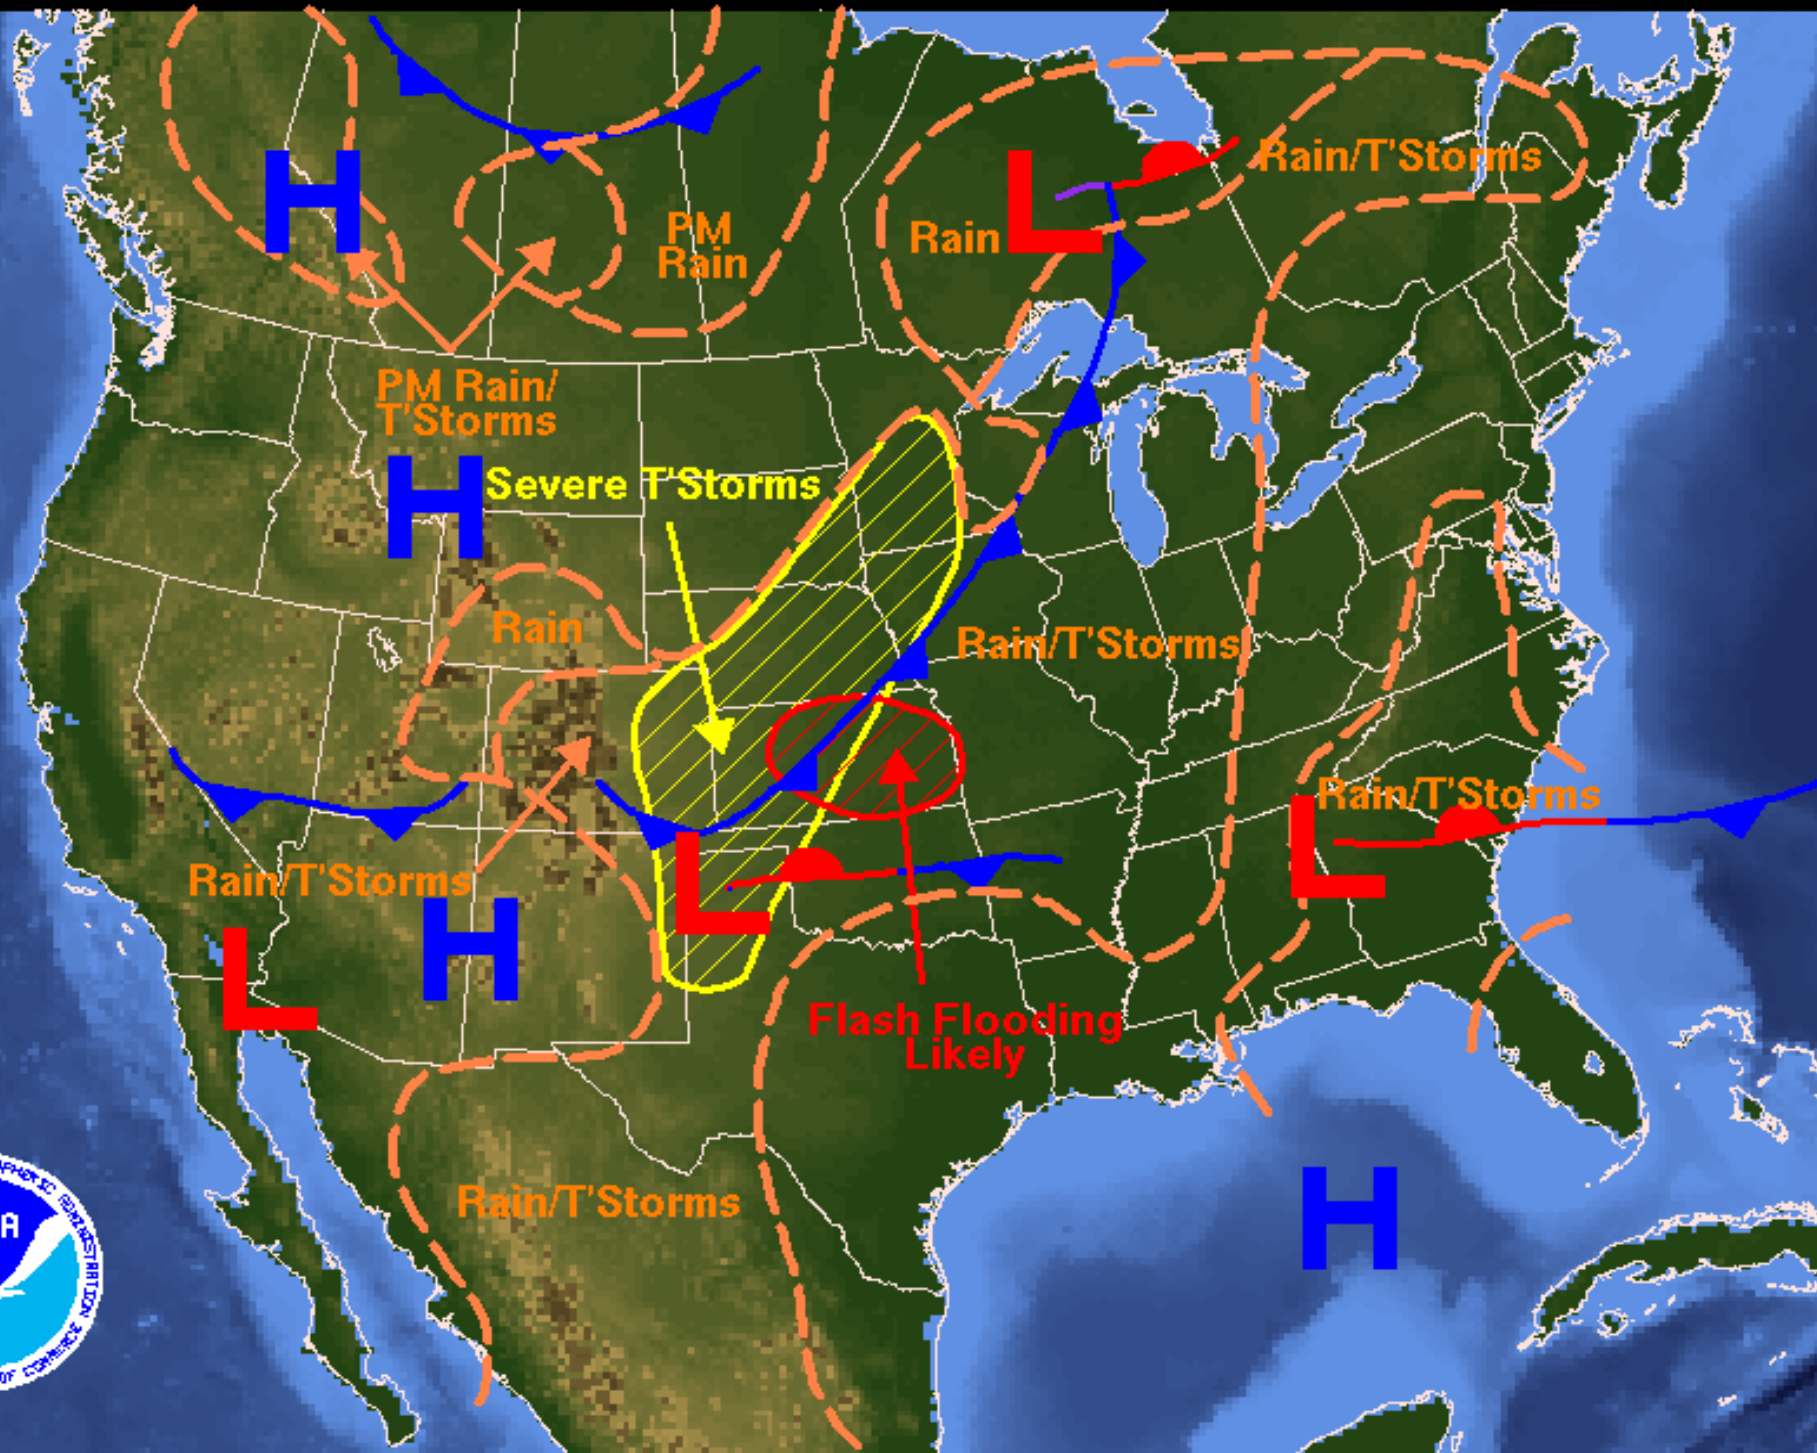 Rain/T'Storms
L
H
PM
Rain
Rain
PM Rain/
T'Storms
H
Severe T'Storms
Rain
Rain/T'Storms
Rain/T'Storms
L
L
Rain/T'Storms
H
L
Flash Flooding
Likely
Rain/T'Storms
H